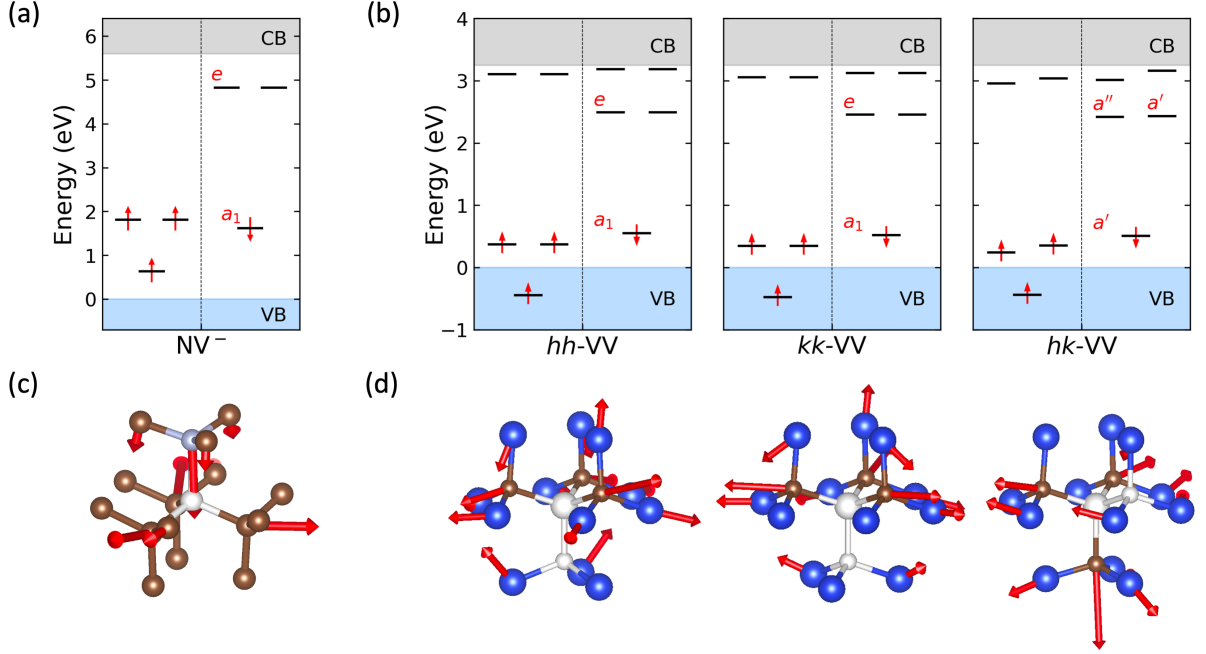 (a)
Energy (eV)
6
5
4
3
2
1
0
CB
e
a₁
VB
NV⁻
(b)
Energy (eV)
4
3
2
1
0
−1
CB
e
a₁
VB
hh-VV
CB
e
a₁
VB
kk-VV
CB
a′′ a′
a′
VB
hk-VV
(c)
(d)